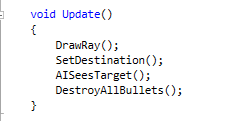 void Update()
{
DrawRay();
SetDestination();
AISeesTarget();
DestroyAllBullets();
}